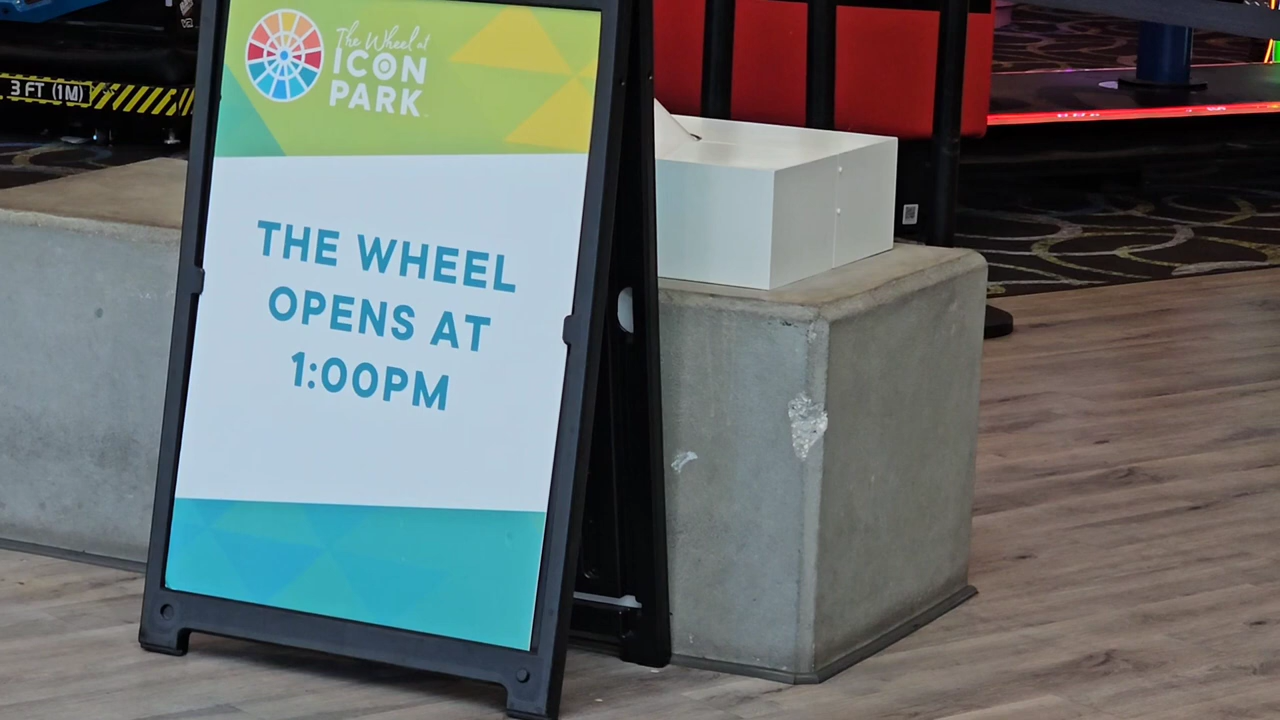 3 FT (1M)
The Wheel at
ICON
PARK
THE WHEEL
OPENS AT
1:00PM